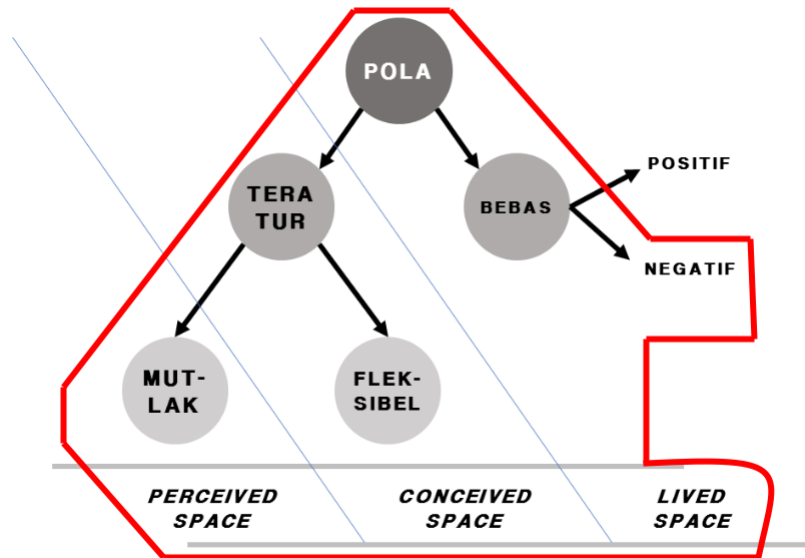 POLA
TERA
TUR
BEBAS
POSITIF
NEGATIF
MUT-
LAK
FLEK-
SIBEL
PERCEIVED
SPACE
CONCEIVED
SPACE
LIVED
SPACE